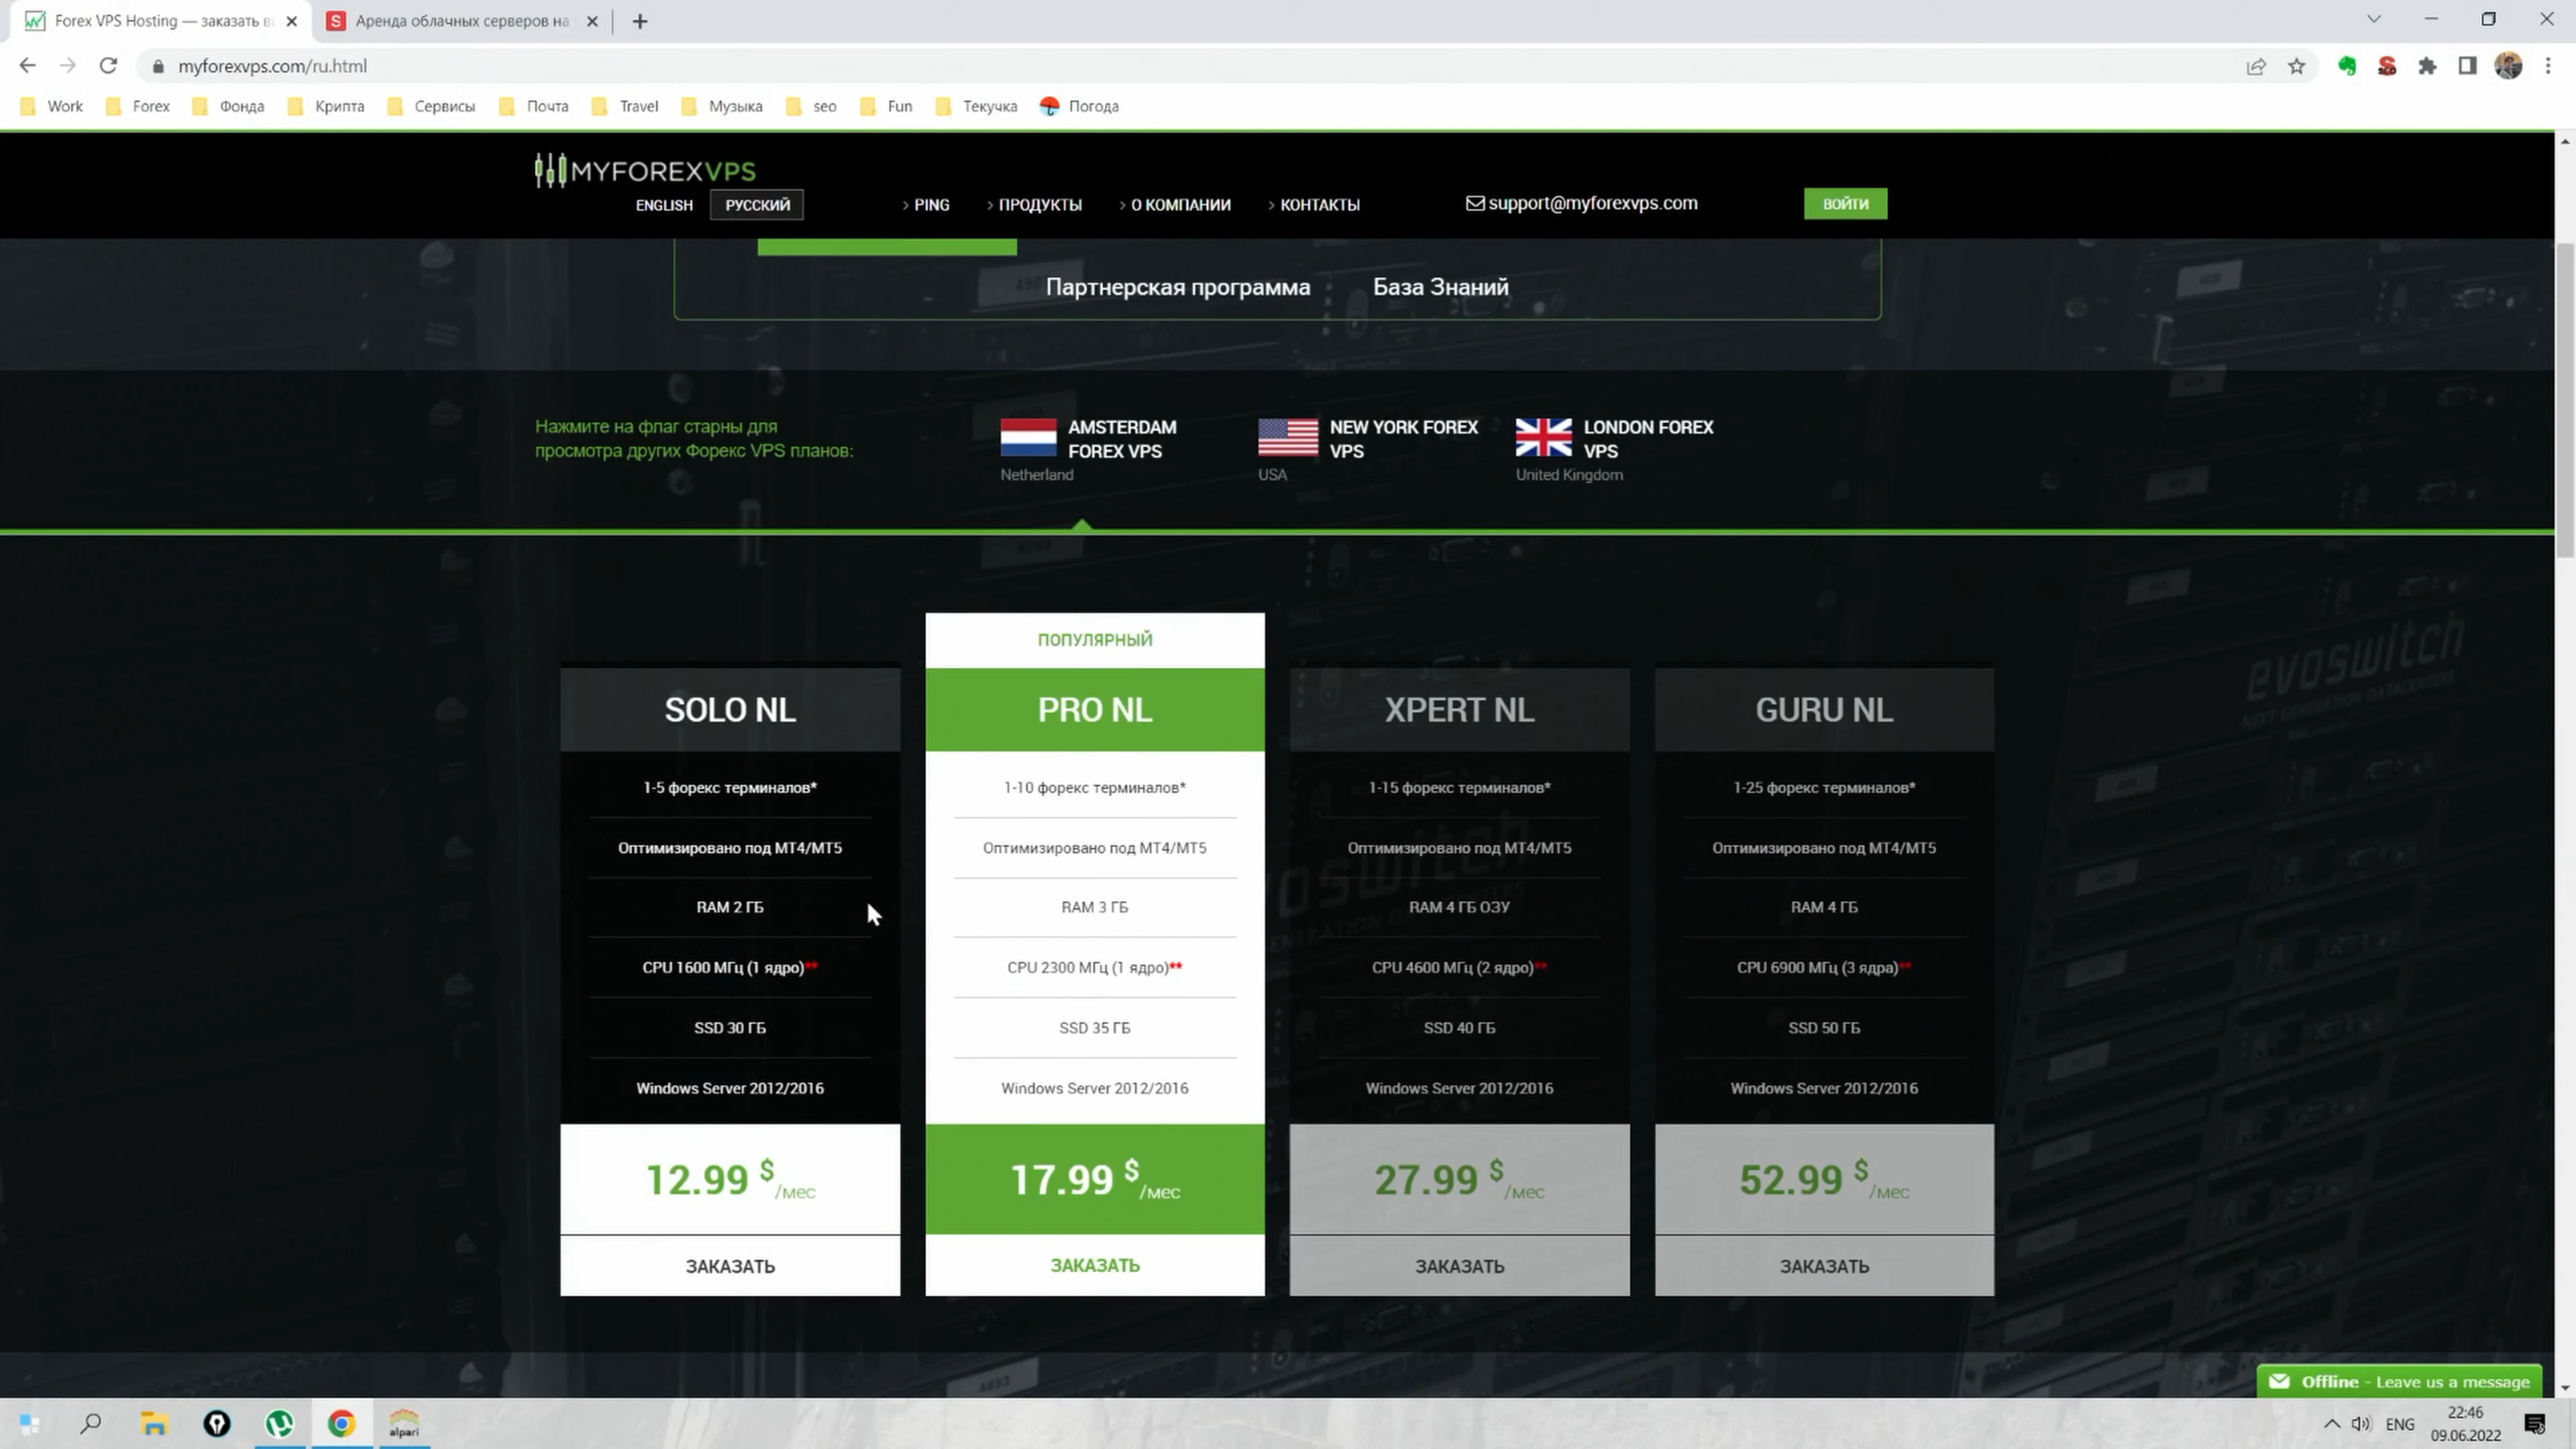 Forex VPS Hosting — заказать ви
Аренда облачных серверов на
myforexvps.com/ru.html
Work Forex Фонда Крипта Сервисы Почта Travel Музыка seo Fun Текучка Погода
MYFOREXVPS
ENGLISH РУССКИЙ > PING > ПРОДУКТЫ > О КОМПАНИИ > КОНТАКТЫ support@myforexvps.com ВОЙТИ
Партнерская программа База Знаний
Нажмите на флаг старны для
просмотра других Форекс VPS планов:
AMSTERDAM
FOREX VPS
Netherland
NEW YORK FOREX
VPS
USA
LONDON FOREX
VPS
United Kingdom
evoswitch
NEXT GENERATION DATACENTERS
ПОПУЛЯРНЫЙ
SOLO NL
1-5 форекс терминалов*
Оптимизировано под MT4/MT5
RAM 2 ГБ
CPU 1600 МГц (1 ядро)**
SSD 30 ГБ
Windows Server 2012/2016
12.99 $ /мес
ЗАКАЗАТЬ
PRO NL
1-10 форекс терминалов*
Оптимизировано под MT4/MT5
RAM 3 ГБ
CPU 2300 МГц (1 ядро)**
SSD 35 ГБ
Windows Server 2012/2016
17.99 $ /мес
ЗАКАЗАТЬ
XPERT NL
1-15 форекс терминалов*
Оптимизировано под MT4/MT5
RAM 4 ГБ ОЗУ
CPU 4600 МГц (2 ядро)**
SSD 40 ГБ
Windows Server 2012/2016
27.99 $ /мес
ЗАКАЗАТЬ
GURU NL
1-25 форекс терминалов*
Оптимизировано под MT4/MT5
RAM 4 ГБ
CPU 6900 МГц (3 ядра)**
SSD 50 ГБ
Windows Server 2012/2016
52.99 $ /мес
ЗАКАЗАТЬ
4893
Offline - Leave us a message
alpari
ENG
22:46
09.06.2022